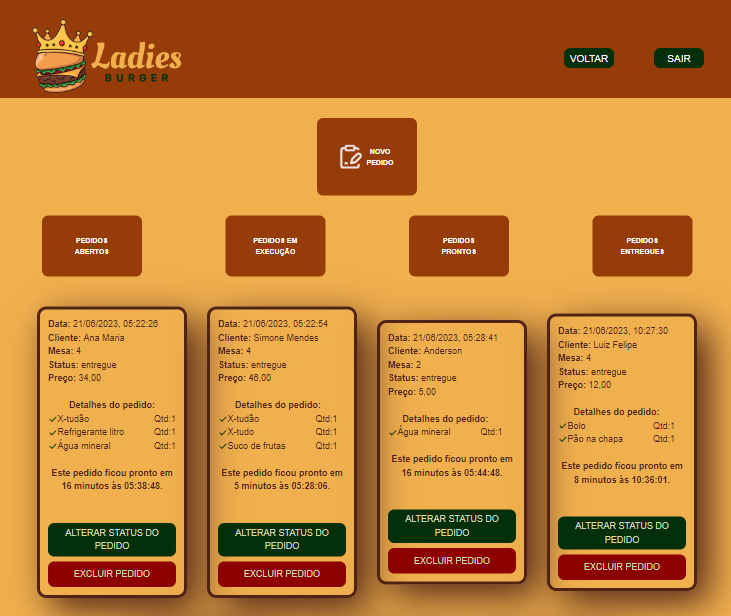 Ladies
BURGER
VOLTAR
SAIR
NOVO
PEDIDO
PEDIDOS
ABERTOS
PEDIDOS EM
EXECUÇÃO
PEDIDOS
PRONTOS
PEDIDOS
ENTREGUES
Data: 21/06/2023, 05:22:26
Cliente: Ana Maria
Mesa: 4
Status: entregue
Preço: 34,00
Detalhes do pedido:
X-tudão Qtd:1
Refrigerante litro Qtd:1
Água mineral Qtd:1
Este pedido ficou pronto em
16 minutos às 05:38:48.
ALTERAR STATUS DO
PEDIDO
EXCLUIR PEDIDO
Data: 21/06/2023, 05:22:54
Cliente: Simone Mendes
Mesa: 4
Status: entregue
Preço: 46,00
Detalhes do pedido:
X-tudão Qtd:1
X-tudo Qtd:1
Suco de frutas Qtd:1
Este pedido ficou pronto em
5 minutos às 05:28:06.
ALTERAR STATUS DO
PEDIDO
EXCLUIR PEDIDO
Data: 21/06/2023, 05:28:41
Cliente: Anderson
Mesa: 2
Status: entregue
Preço: 5,00
Detalhes do pedido:
Água mineral Qtd:1
Este pedido ficou pronto em
16 minutos às 05:44:48.
ALTERAR STATUS DO
PEDIDO
EXCLUIR PEDIDO
Data: 21/06/2023, 10:27:30
Cliente: Luiz Felipe
Mesa: 4
Status: entregue
Preço: 12,00
Detalhes do pedido:
Bolo Qtd:1
Pão na chapa Qtd:1
Este pedido ficou pronto em
8 minutos às 10:36:01.
ALTERAR STATUS DO
PEDIDO
EXCLUIR PEDIDO